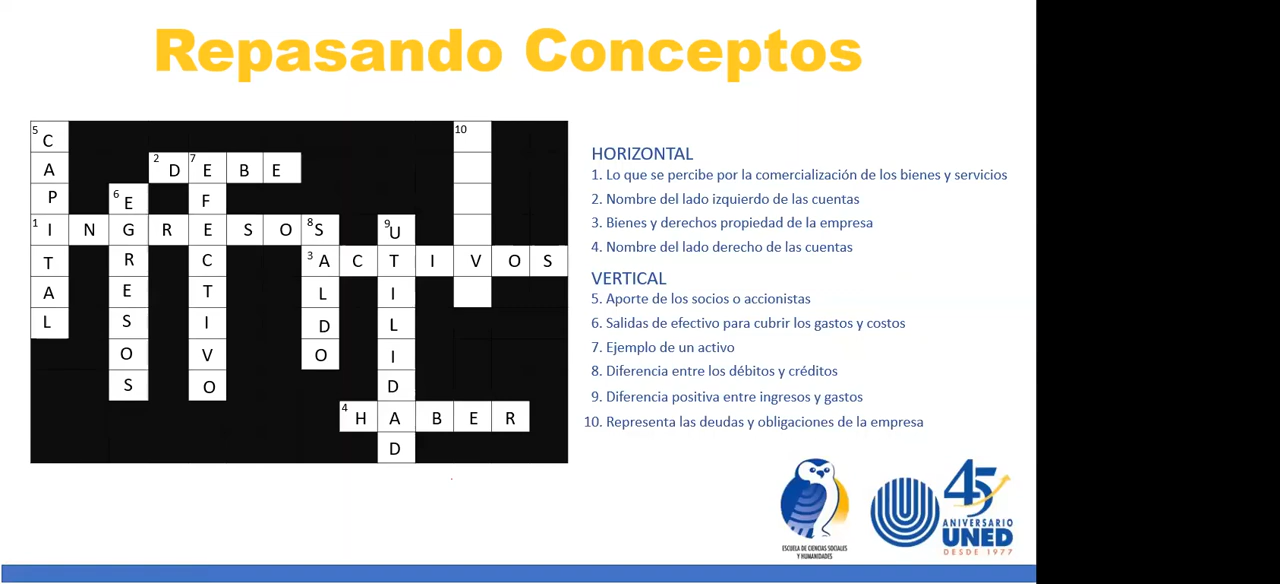 Repasando Conceptos
5 C 10
A 2 D 7 E B E
P 6 E F
1 I N G R E S O 8 S 9 U
T R C 3 A C T I V O S
A E T L I
L S I D L
O V O I
S O D
4 H A B E R
D
HORIZONTAL
1. Lo que se percibe por la comercialización de los bienes y servicios
2. Nombre del lado izquierdo de las cuentas
3. Bienes y derechos propiedad de la empresa
4. Nombre del lado derecho de las cuentas
VERTICAL
5. Aporte de los socios o accionistas
6. Salidas de efectivo para cubrir los gastos y costos
7. Ejemplo de un activo
8. Diferencia entre los débitos y créditos
9. Diferencia positiva entre ingresos y gastos
10. Representa las deudas y obligaciones de la empresa
ESCUELA DE CIENCIAS SOCIALES
Y HUMANIDADES
45
ANIVERSARIO
UNED
DESDE 1977